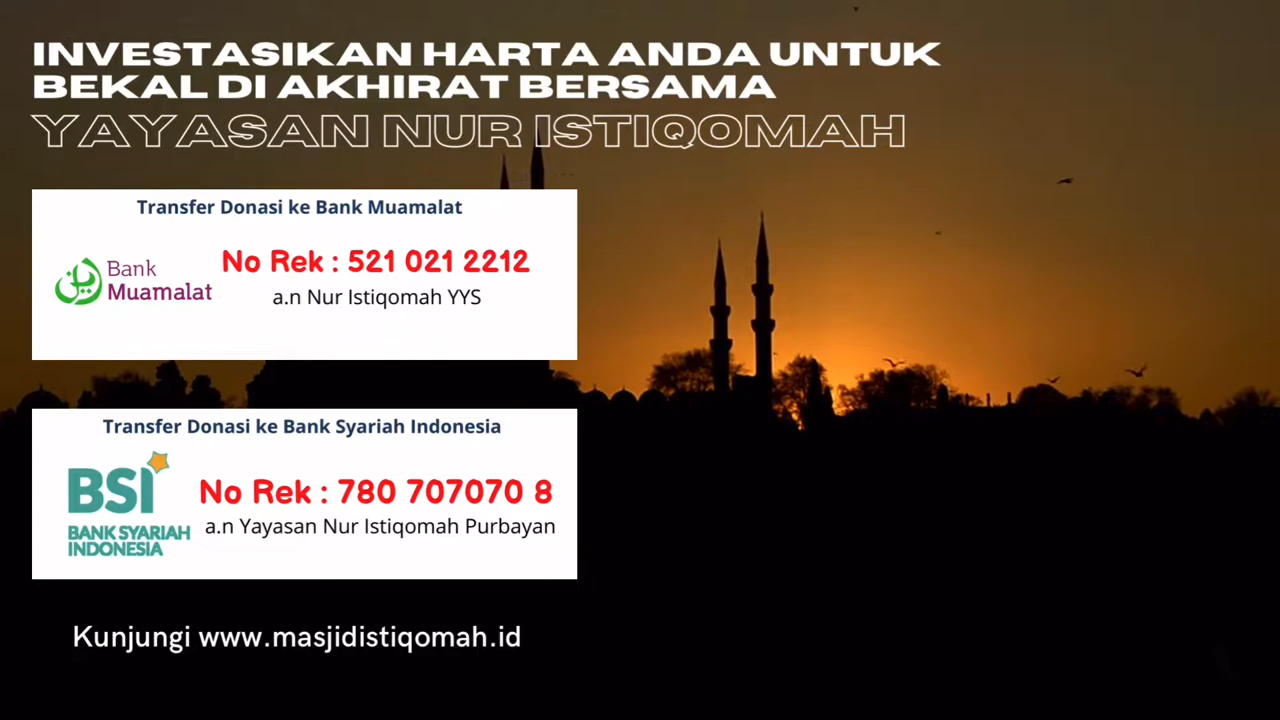 INVESTASIKAN HARTA ANDA UNTUK
BEKAL DI AKHIRAT BERSAMA
YAYASAN NUR ISTIQOMAH
Transfer Donasi ke Bank Muamalat
Bank
Muamalat
No Rek : 521 021 2212
a.n Nur Istiqomah YYS
Transfer Donasi ke Bank Syariah Indonesia
BSI
BANK SYARIAH
INDONESIA
No Rek : 780 707070 8
a.n Yayasan Nur Istiqomah Purbayan
Kunjungi www.masjidistiqomah.id